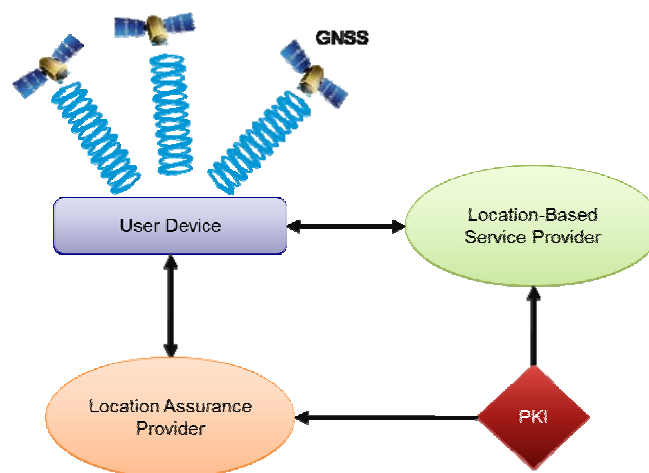 GNSS
User Device
Location-Based
Service Provider
Location Assurance
Provider
PKI